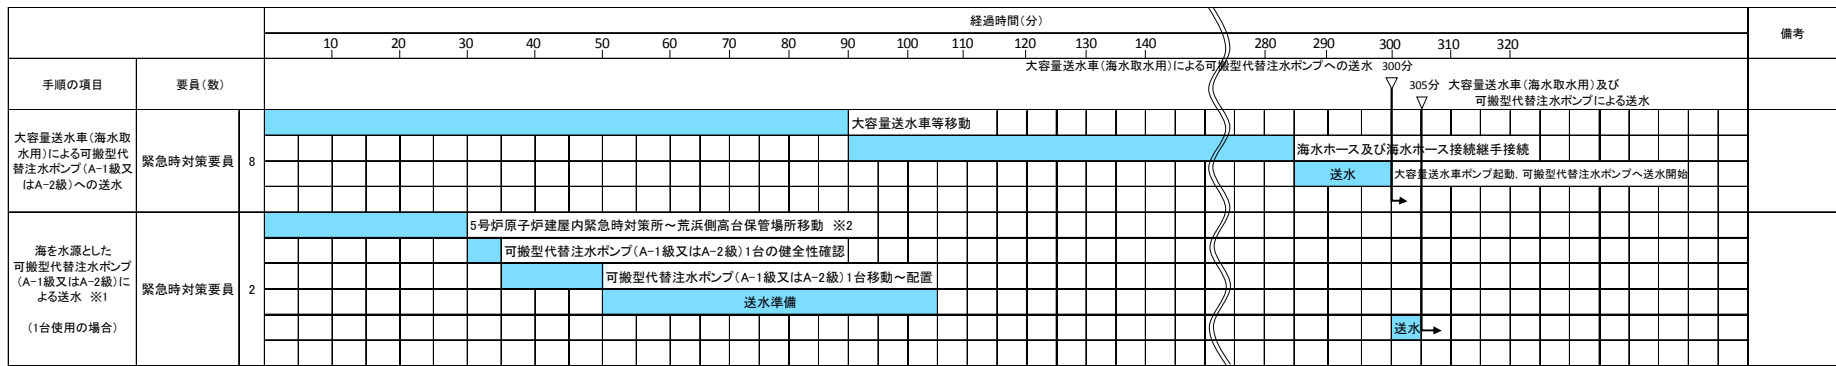 経過時間(分)
備考
10 20 30 40 50 60 70 80 90 100 110 120 130 140 280 290 300 310 320
手順の項目
要員(数)
大容量送水車(海水取水用)による可搬型代替注水ポンプへの送水 300分
305分 大容量送水車(海水取水用)及び
可搬型代替注水ポンプによる送水
大容量送水車(海水取
水用)による可搬型代
替注水ポンプ(A-1級又
はA-2級)への送水
緊急時対策要員
8
大容量送水車等移動
海水ホース及び海水ホース接続継手接続
送水
大容量送水車ポンプ起動,可搬型代替注水ポンプへ送水開始
海を水源とした
可搬型代替注水ポンプ
(A-1級又はA-2級)に
よる送水 ※1
(1台使用の場合)
緊急時対策要員
2
5号炉原子炉建屋内緊急時対策所~荒浜側高台保管場所移動 ※2
可搬型代替注水ポンプ(A-1級又はA-2級)1台の健全性確認
可搬型代替注水ポンプ(A-1級又はA-2級)1台移動~配置
送水準備
送水